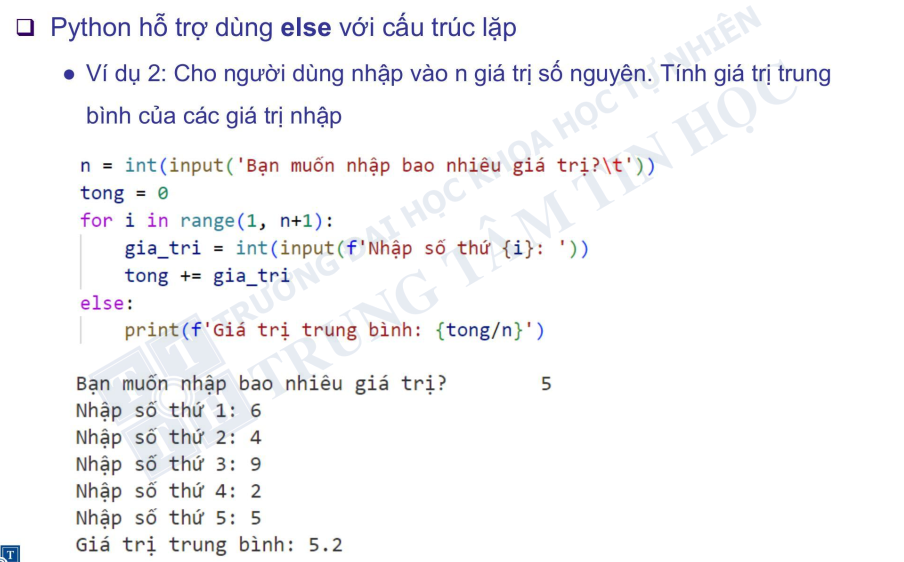 ❑ Python hỗ trợ dùng else với cấu trúc lặp
● Ví dụ 2: Cho người dùng nhập vào n giá trị số nguyên. Tính giá trị trung
bình của các giá trị nhập
n = int(input('Bạn muốn nhập bao nhiêu giá trị?\t'))
tong = 0
for i in range(1, n+1):
    gia_tri = int(input(f'Nhập số thứ {i}: '))
    tong += gia_tri
else:
    print(f'Giá trị trung bình: {tong/n}')
Bạn muốn nhập bao nhiêu giá trị?        5
Nhập số thứ 1: 6
Nhập số thứ 2: 4
Nhập số thứ 3: 9
Nhập số thứ 4: 2
Nhập số thứ 5: 5
Giá trị trung bình: 5.2
TRƯỜNG ĐẠI HỌC KHOA HỌC TỰ NHIÊN
TRUNG TÂM TIN HỌC
T